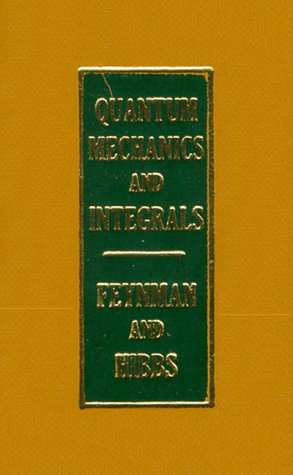 QUANTUM
MECHANICS
AND
INTEGRALS
FEYNMAN
AND
HIBBS